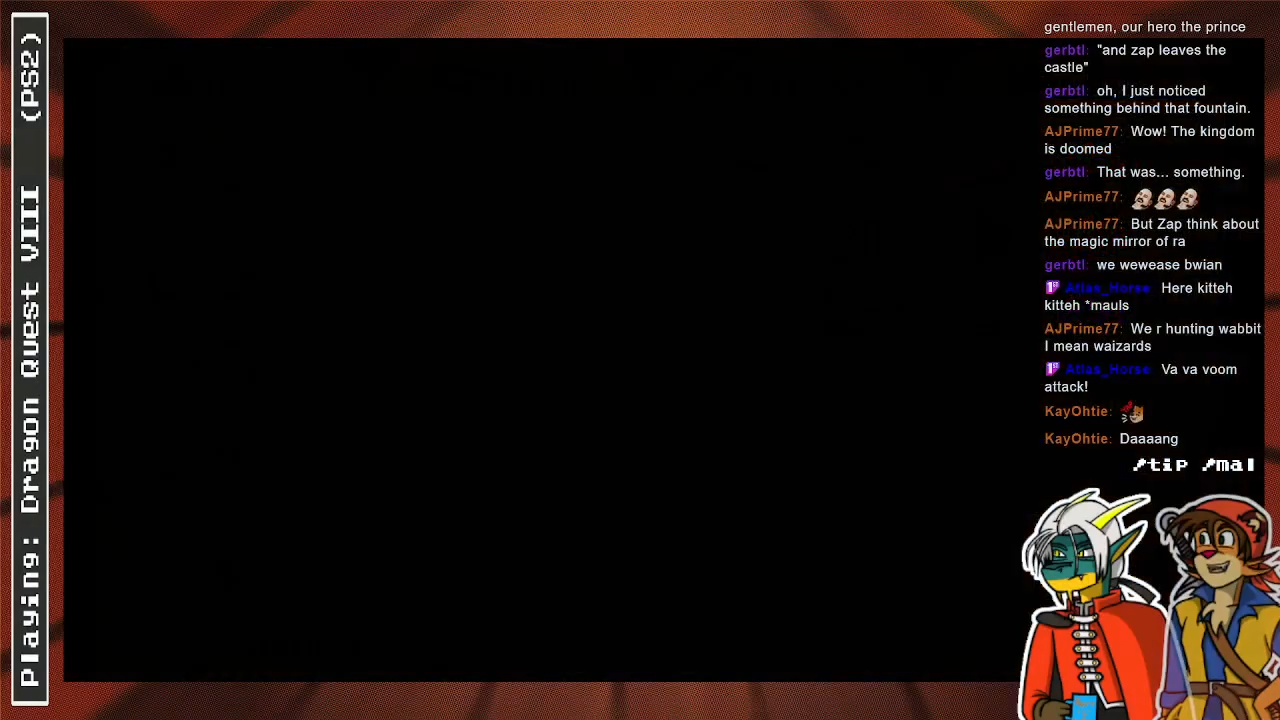 Playing: Dragon Quest VIII (PS2)
gentlemen, our hero the prince
gerbtl: "and zap leaves the
castle"
gerbtl: oh, I just noticed
something behind that fountain.
AJPrime77: Wow! The kingdom
is doomed
gerbtl: That was... something.
AJPrime77:
AJPrime77: But Zap think about
the magic mirror of ra
gerbtl: we wewease bwian
Atlas_Horse: Here kitteh
kitteh *mauls
AJPrime77: We r hunting wabbit
I mean waizards
Atlas_Horse: Va va voom
attack!
KayOhtie:
KayOhtie: Daaaang
/tip /mal